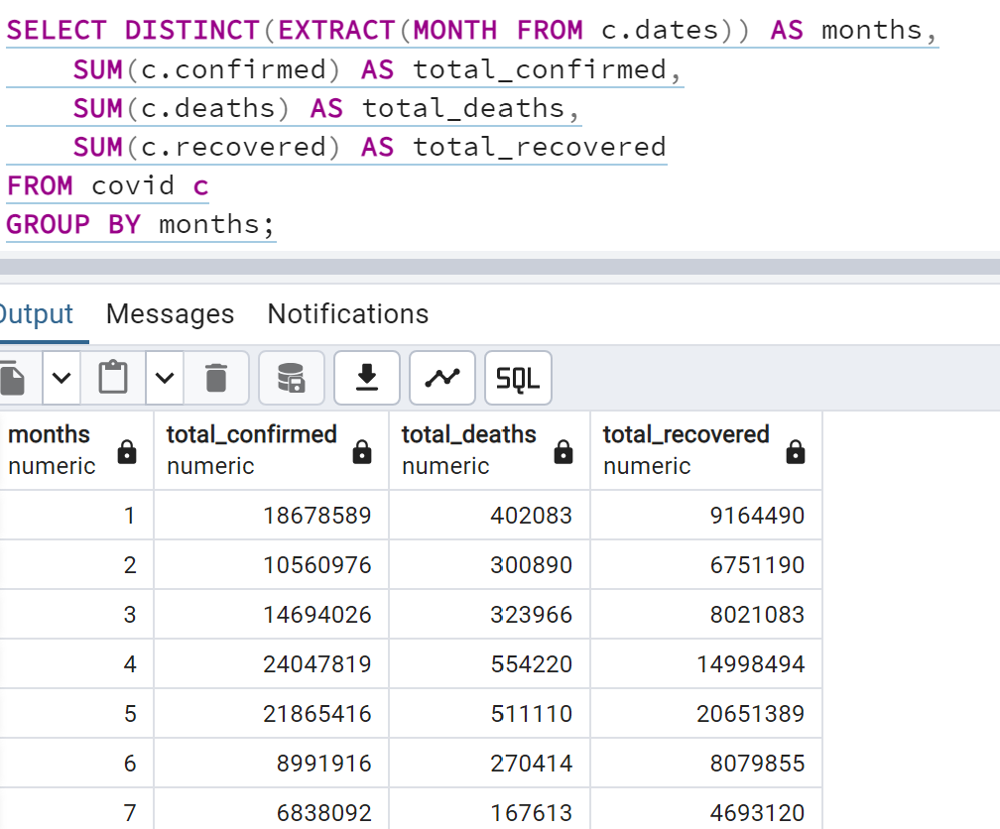 SELECT DISTINCT(EXTRACT(MONTH FROM c.dates)) AS months,
SUM(c.confirmed) AS total_confirmed,
SUM(c.deaths) AS total_deaths,
SUM(c.recovered) AS total_recovered
FROM covid c
GROUP BY months;
Output Messages Notifications
SQL
months total_confirmed total_deaths total_recovered
numeric numeric numeric numeric
1 18678589 402083 9164490
2 10560976 300890 6751190
3 14694026 323966 8021083
4 24047819 554220 14998494
5 21865416 511110 20651389
6 8991916 270414 8079855
7 6838092 167613 4693120